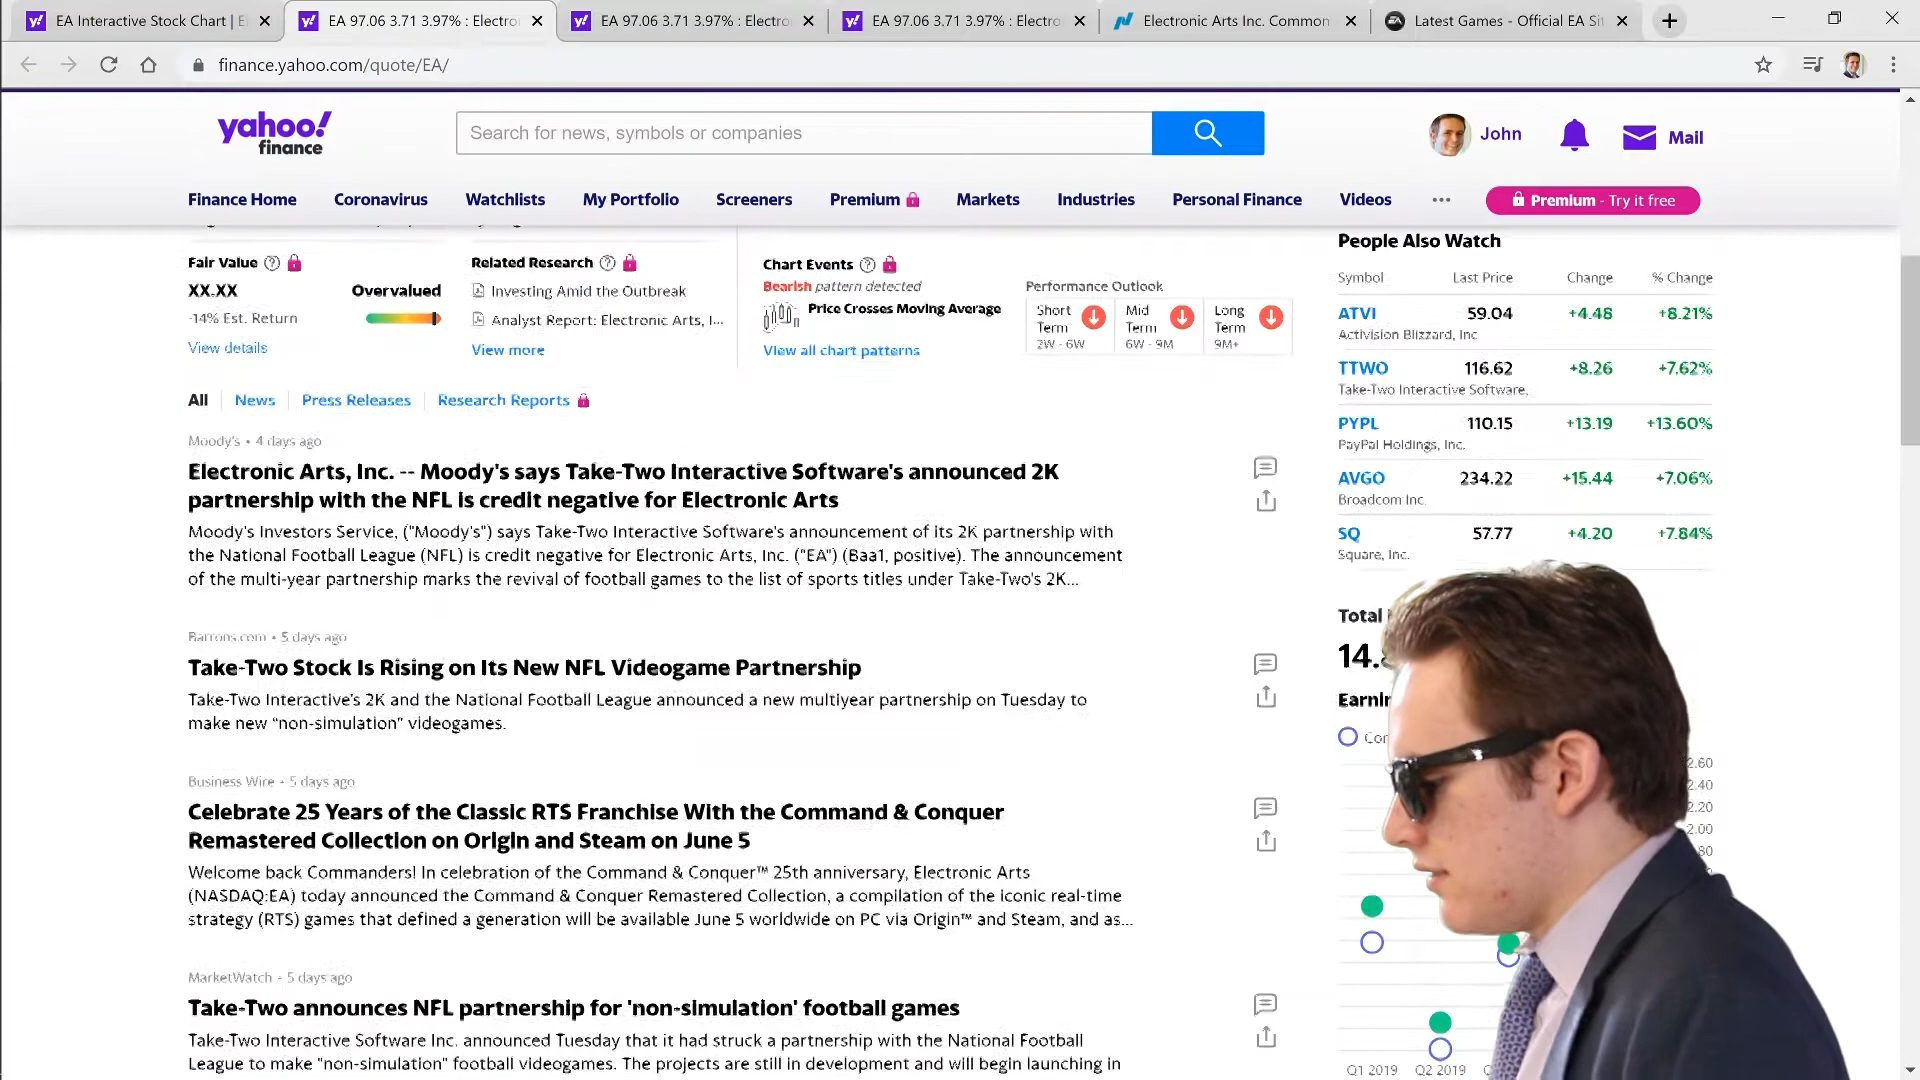 EA Interactive Stock Chart | E
EA 97.06 3.71 3.97% : Electro
EA 97.06 3.71 3.97% : Electro
EA 97.06 3.71 3.97% : Electro
Electronic Arts Inc. Common
Latest Games - Official EA Sit
finance.yahoo.com/quote/EA/
yahoo!
finance
Search for news, symbols or companies
John
Mail
Finance Home
Coronavirus
Watchlists
My Portfolio
Screeners
Premium
Markets
Industries
Personal Finance
Videos
Premium - Try it free
Fair Value
XX.XX
Overvalued
-14% Est. Return
View details
Related Research
Investing Amid the Outbreak
Analyst Report: Electronic Arts, I...
View more
Chart Events
Bearish pattern detected
Price Crosses Moving Average
View all chart patterns
Performance Outlook
Short
Term
2W - 6W
Mid
Term
6W - 9M
Long
Term
9M+
All
News
Press Releases
Research Reports
Moody's • 4 days ago
Electronic Arts, Inc. -- Moody's says Take-Two Interactive Software's announced 2K
partnership with the NFL is credit negative for Electronic Arts
Moody's Investors Service, ("Moody's") says Take-Two Interactive Software's announcement of its 2K partnership with
the National Football League (NFL) is credit negative for Electronic Arts, Inc. ("EA") (Baa1, positive). The announcement
of the multi-year partnership marks the revival of football games to the list of sports titles under Take-Two's 2K...
Barrons.com • 5 days ago
Take-Two Stock Is Rising on Its New NFL Videogame Partnership
Take-Two Interactive's 2K and the National Football League announced a new multiyear partnership on Tuesday to
make new “non-simulation” videogames.
Business Wire • 5 days ago
Celebrate 25 Years of the Classic RTS Franchise With the Command & Conquer
Remastered Collection on Origin and Steam on June 5
Welcome back Commanders! In celebration of the Command & Conquer™ 25th anniversary, Electronic Arts
(NASDAQ:EA) today announced the Command & Conquer Remastered Collection, a compilation of the iconic real-time
strategy (RTS) games that defined a generation will be available June 5 worldwide on PC via Origin™ and Steam, and as...
MarketWatch • 5 days ago
Take-Two announces NFL partnership for 'non-simulation' football games
Take-Two Interactive Software Inc. announced Tuesday that it had struck a partnership with the National Football
League to make "non-simulation" football videogames. The projects are still in development and will begin launching in
People Also Watch
Symbol Last Price Change % Change
ATVI 59.04 +4.48 +8.21%
Activision Blizzard, Inc
TTWO 116.62 +8.26 +7.62%
Take-Two Interactive Software,
PYPL 110.15 +13.19 +13.60%
PayPal Holdings, Inc.
AVGO 234.22 +15.44 +7.06%
Broadcom Inc.
SQ 57.77 +4.20 +7.84%
Square, Inc.
Total
14.
Earnin
Con
2.60
2.40
2.20
2.00
80
Q1 2019 Q2 2019